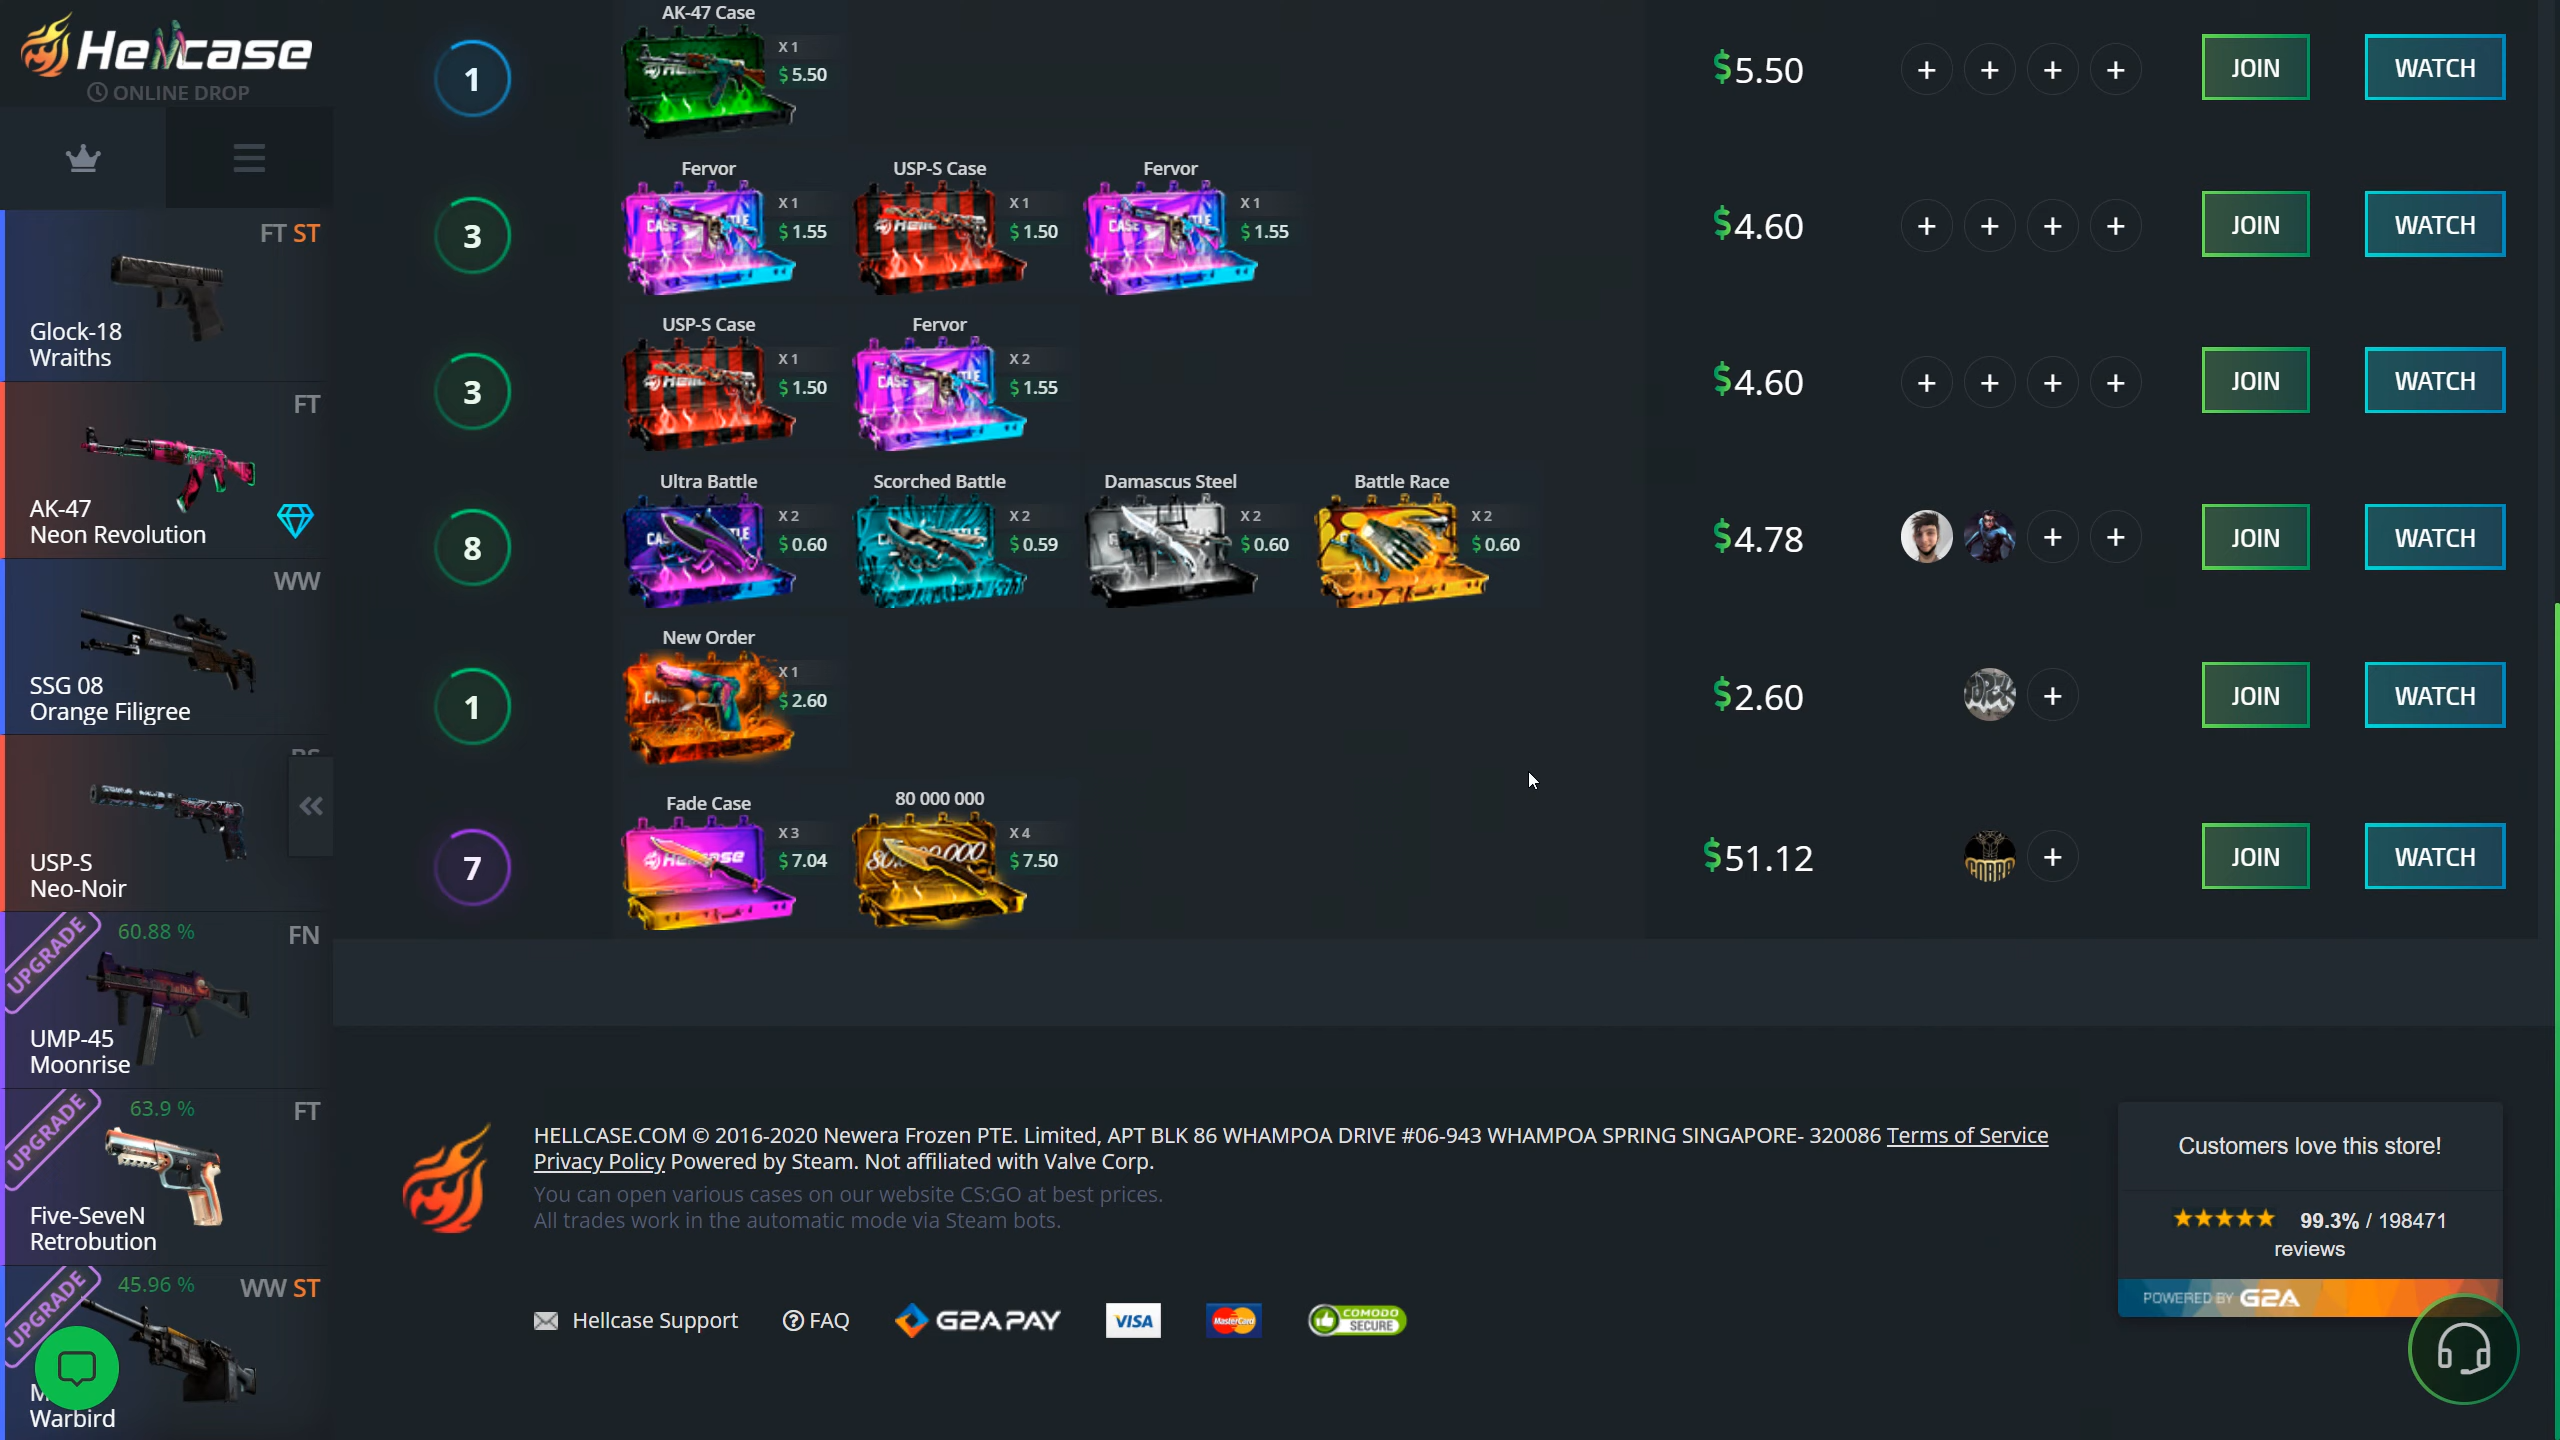 Hellcase
ONLINE DROP
FT ST
Glock-18
Wraiths
FT
AK-47
Neon Revolution
WW
SSG 08
Orange Filigree
USP-S
Neo-Noir
UPGRADE
60.88 %
FN
UMP-45
Moonrise
UPGRADE
63.9 %
FT
Five-SeveN
Retrobution
UPGRADE
45.96 %
WW ST
Warbird
1
AK-47 Case
X 1
$ 5.50
$5.50
+ + + +
JOIN
WATCH
3
Fervor
X 1
$ 1.55
USP-S Case
X 1
$ 1.50
Fervor
X 1
$ 1.55
$4.60
+ + + +
JOIN
WATCH
3
USP-S Case
X 1
$ 1.50
Fervor
X 2
$ 1.55
$4.60
+ + + +
JOIN
WATCH
8
Ultra Battle
X 2
$ 0.60
Scorched Battle
X 2
$ 0.59
Damascus Steel
X 2
$ 0.60
Battle Race
X 2
$ 0.60
$4.78
+ +
JOIN
WATCH
1
New Order
X 1
$ 2.60
$2.60
+
JOIN
WATCH
7
Fade Case
X 3
$ 7.04
80 000 000
X 4
$ 7.50
$51.12
+
JOIN
WATCH
HELLCASE.COM © 2016-2020 Newera Frozen PTE. Limited, APT BLK 86 WHAMPOA DRIVE #06-943 WHAMPOA SPRING SINGAPORE- 320086 Terms of Service
Privacy Policy Powered by Steam. Not affiliated with Valve Corp.
You can open various cases on our website CS:GO at best prices.
All trades work in the automatic mode via Steam bots.
Hellcase Support
FAQ
G2A PAY
VISA
MasterCard
COMODO
SECURE
Customers love this store!
99.3% / 198471
reviews
POWERED BY G2A